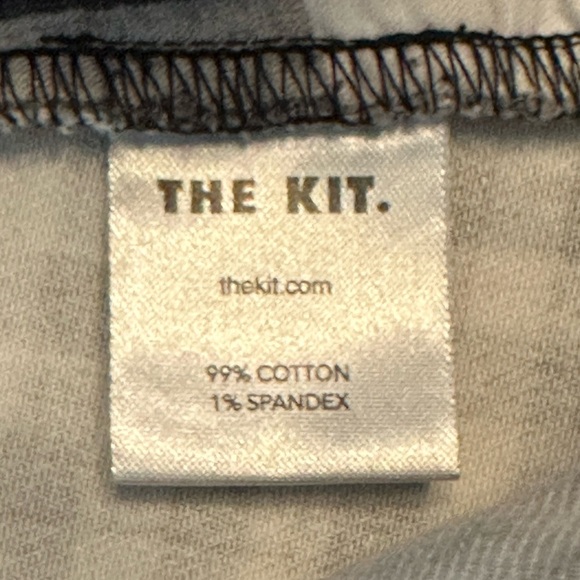 THE KIT.
thekit.com
99% COTTON
1% SPANDEX